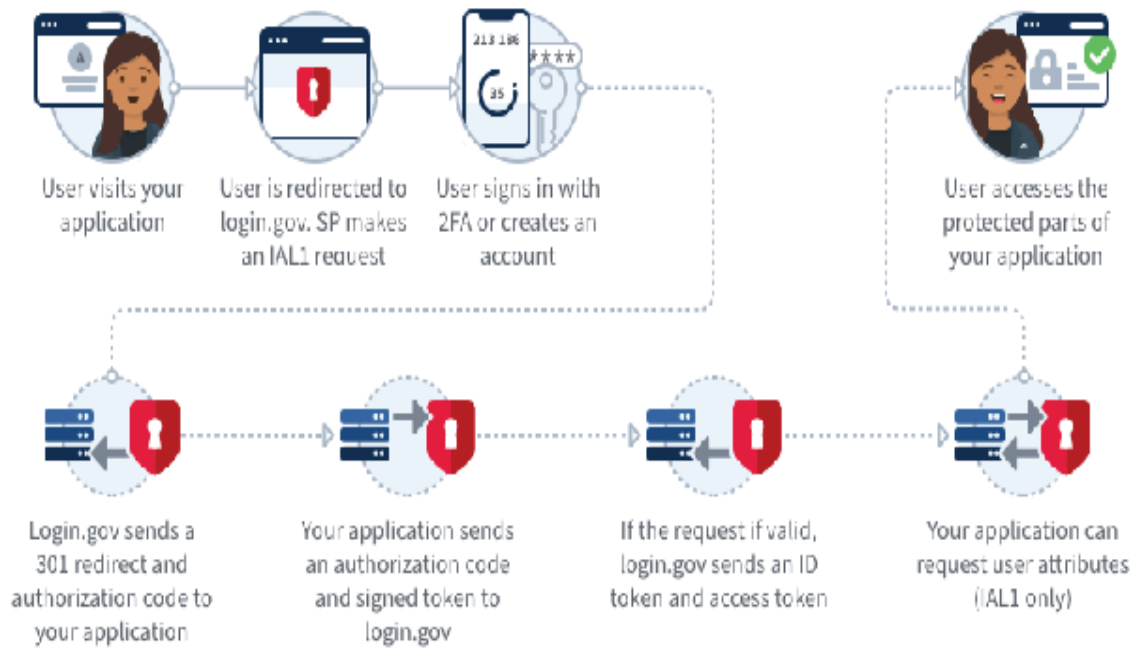 A
213 186
35
****
User visits your
application
User is redirected to
login.gov. SP makes
an IAL1 request
User signs in with
2FA or creates an
account
User accesses the
protected parts of
your application
Login.gov sends a
301 redirect and
authorization code to
your application
Your application sends
an authorization code
and signed token to
login.gov
If the request if valid,
login.gov sends an ID
token and access token
Your application can
request user attributes
(IAL1 only)